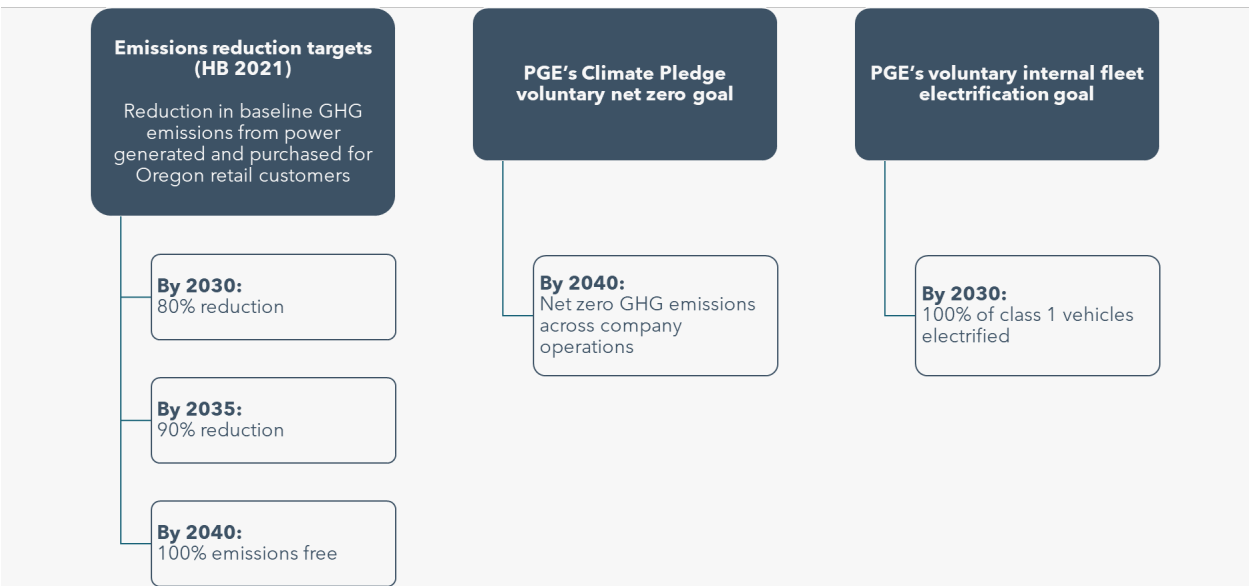 Emissions reduction targets
(HB 2021)
Reduction in baseline GHG
emissions from power
generated and purchased for
Oregon retail customers
By 2030:
80% reduction
By 2035:
90% reduction
By 2040:
100% emissions free
PGE’s Climate Pledge
voluntary net zero goal
By 2040:
Net zero GHG emissions
across company
operations
PGE’s voluntary internal fleet
electrification goal
By 2030:
100% of class 1 vehicles
electrified